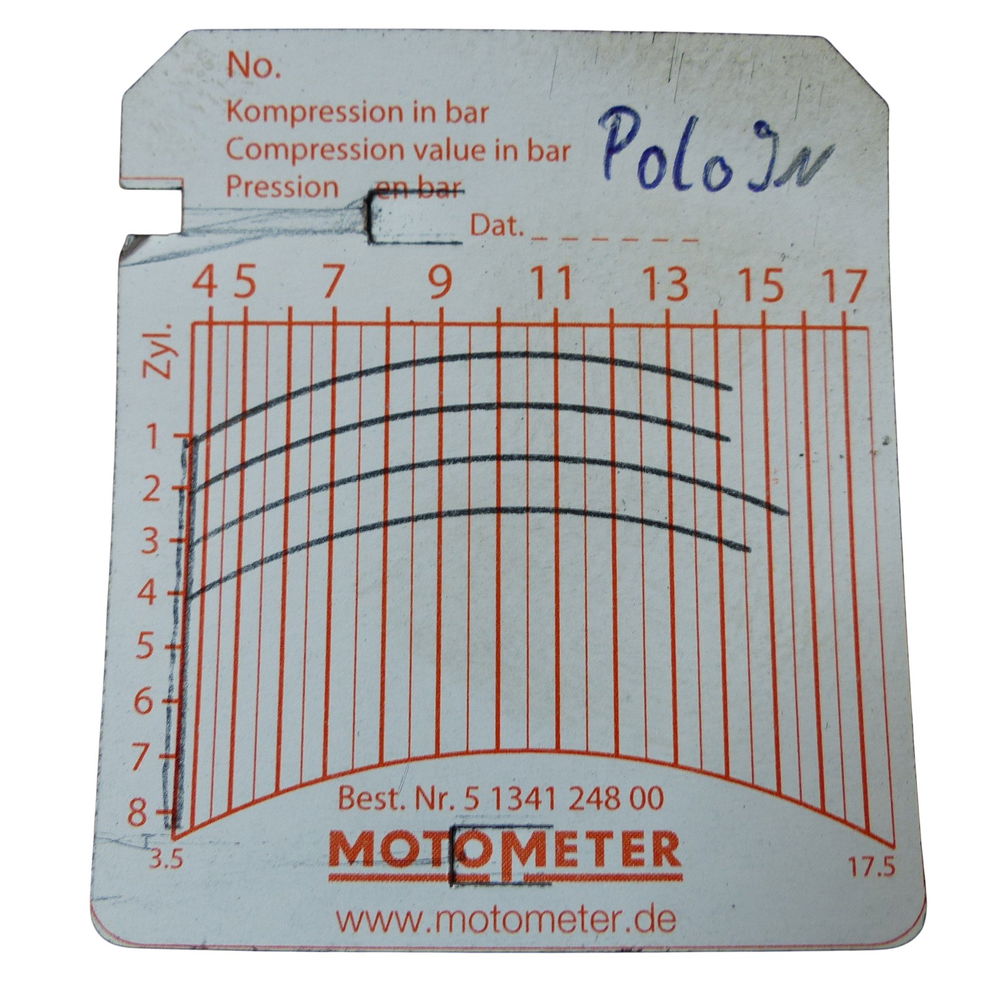 No.
Kompression in bar
Compression value in bar
Pression en bar
Polo 9N
Dat. _ _ _ _ _ _
4 5 7 9 11 13 15 17
Zyl.
1
2
3
4
5
6
7
8
3.5
17.5
Best. Nr. 5 1341 248 00
MOTOMETER
www.motometer.de